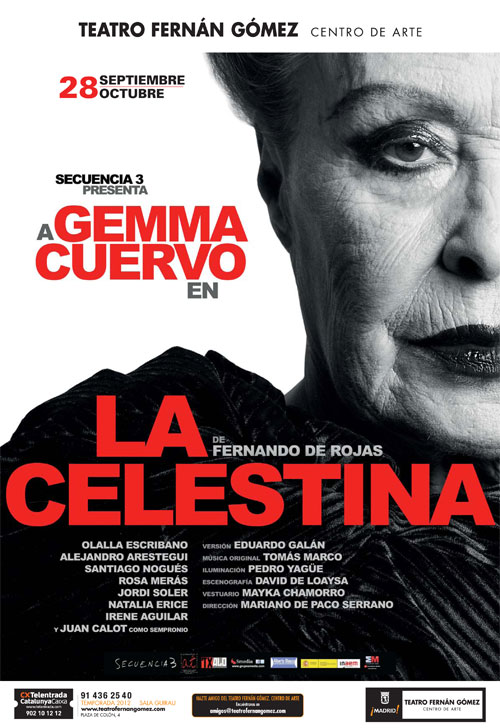 TEATRO FERNÁN GÓMEZ CENTRO DE ARTE
28 SEPTIEMBRE
OCTUBRE
SECUENCIA 3
PRESENTA
A GEMMA
CUERVO
EN
LA
DE
FERNANDO DE ROJAS
CELESTINA
OLALLA ESCRIBANO
ALEJANDRO ARESTEGUI
SANTIAGO NOGUÉS
ROSA MERÁS
JORDI SOLER
NATALIA ERICE
IRENE AGUILAR
Y JUAN CALOT COMO SEMPRONIO
VERSIÓN EDUARDO GALÁN
MÚSICA ORIGINAL TOMÁS MARCO
ILUMINACIÓN PEDRO YAGÜE
ESCENOGRAFÍA DAVID DE LOAYSA
VESTUARIO MAYKA CHAMORRO
DIRECCIÓN MARIANO DE PACO SERRANO
SECUENCIA 3
inaem
CX Telentrada
CatalunyaCaixa
www.telentrada.com
902 10 12 12
91 436 25 40
TEMPORADA 2012 SALA GUIRAU
www.teatrofernangomez.com
PLAZA DE COLÓN, 4
HAZTE AMIGO DEL TEATRO FERNÁN GÓMEZ. CENTRO DE ARTE
Encuéntranos en
amigos@teatrofernangomez.com
¡MADRID!
TEATRO FERNÁN GÓMEZ
CENTRO DE ARTE